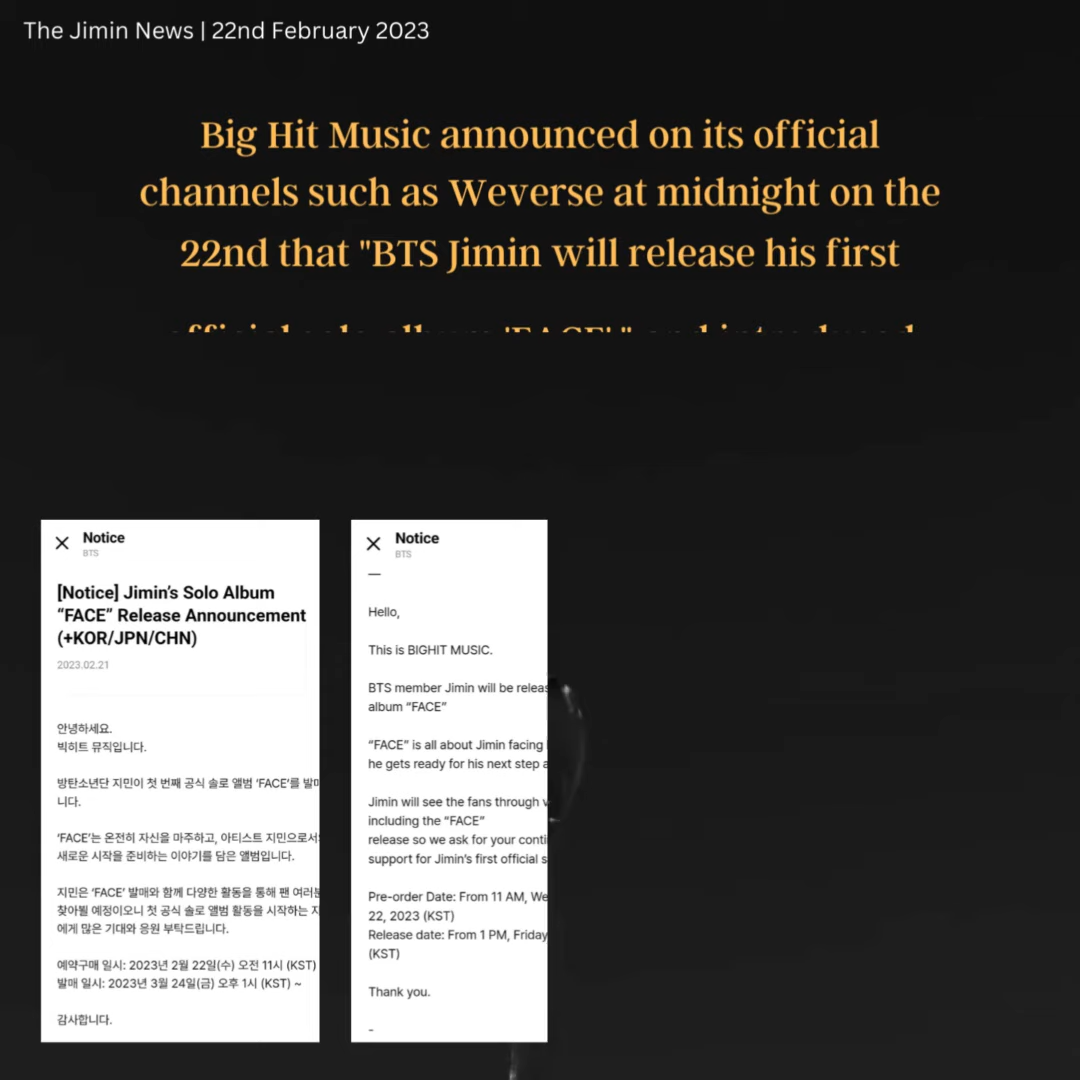 The Jimin News | 22nd February 2023
Big Hit Music announced on its official
channels such as Weverse at midnight on the
22nd that "BTS Jimin will release his first
official solo album 'FACE'," and introduced
Notice
BTS
[Notice] Jimin's Solo Album
“FACE” Release Announcement
(+KOR/JPN/CHN)
2023.02.21
안녕하세요.
빅히트 뮤직입니다.
방탄소년단 지민이 첫 번째 공식 솔로 앨범 ‘FACE’를 발매
니다.
‘FACE’는 온전히 자신을 마주하고, 아티스트 지민으로서의
새로운 시작을 준비하는 이야기를 담은 앨범입니다.
지민은 ‘FACE’ 발매와 함께 다양한 활동을 통해 팬 여러분
찾아뵐 예정이오니 첫 공식 솔로 앨범 활동을 시작하는 지
에게 많은 기대와 응원 부탁드립니다.
예약구매 일시: 2023년 2월 22일(수) 오전 11시 (KST)
발매 일시: 2023년 3월 24일(금) 오후 1시 (KST) ~
감사합니다.
Notice
BTS
—
Hello,
This is BIGHIT MUSIC.
BTS member Jimin will be releas
album “FACE”
“FACE” is all about Jimin facing
he gets ready for his next step a
Jimin will see the fans through v
including the “FACE”
release so we ask for your conti
support for Jimin’s first official s
Pre-order Date: From 11 AM, We
22, 2023 (KST)
Release date: From 1 PM, Friday
(KST)
Thank you.
-